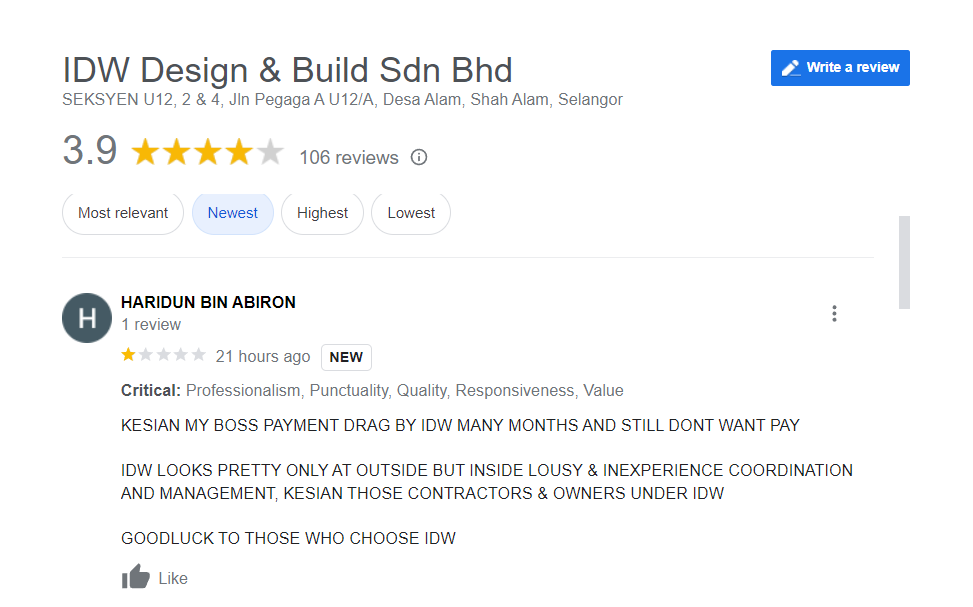 IDW Design & Build Sdn Bhd
Write a review
SEKSYEN U12, 2 & 4, Jln Pegaga A U12/A, Desa Alam, Shah Alam, Selangor
3.9
106 reviews
Most relevant
Newest
Highest
Lowest
H
HARIDUN BIN ABIRON
1 review
21 hours ago
NEW
Critical: Professionalism, Punctuality, Quality, Responsiveness, Value
KESIAN MY BOSS PAYMENT DRAG BY IDW MANY MONTHS AND STILL DONT WANT PAY
IDW LOOKS PRETTY ONLY AT OUTSIDE BUT INSIDE LOUSY & INEXPERIENCE COORDINATION
AND MANAGEMENT, KESIAN THOSE CONTRACTORS & OWNERS UNDER IDW
GOODLUCK TO THOSE WHO CHOOSE IDW
Like